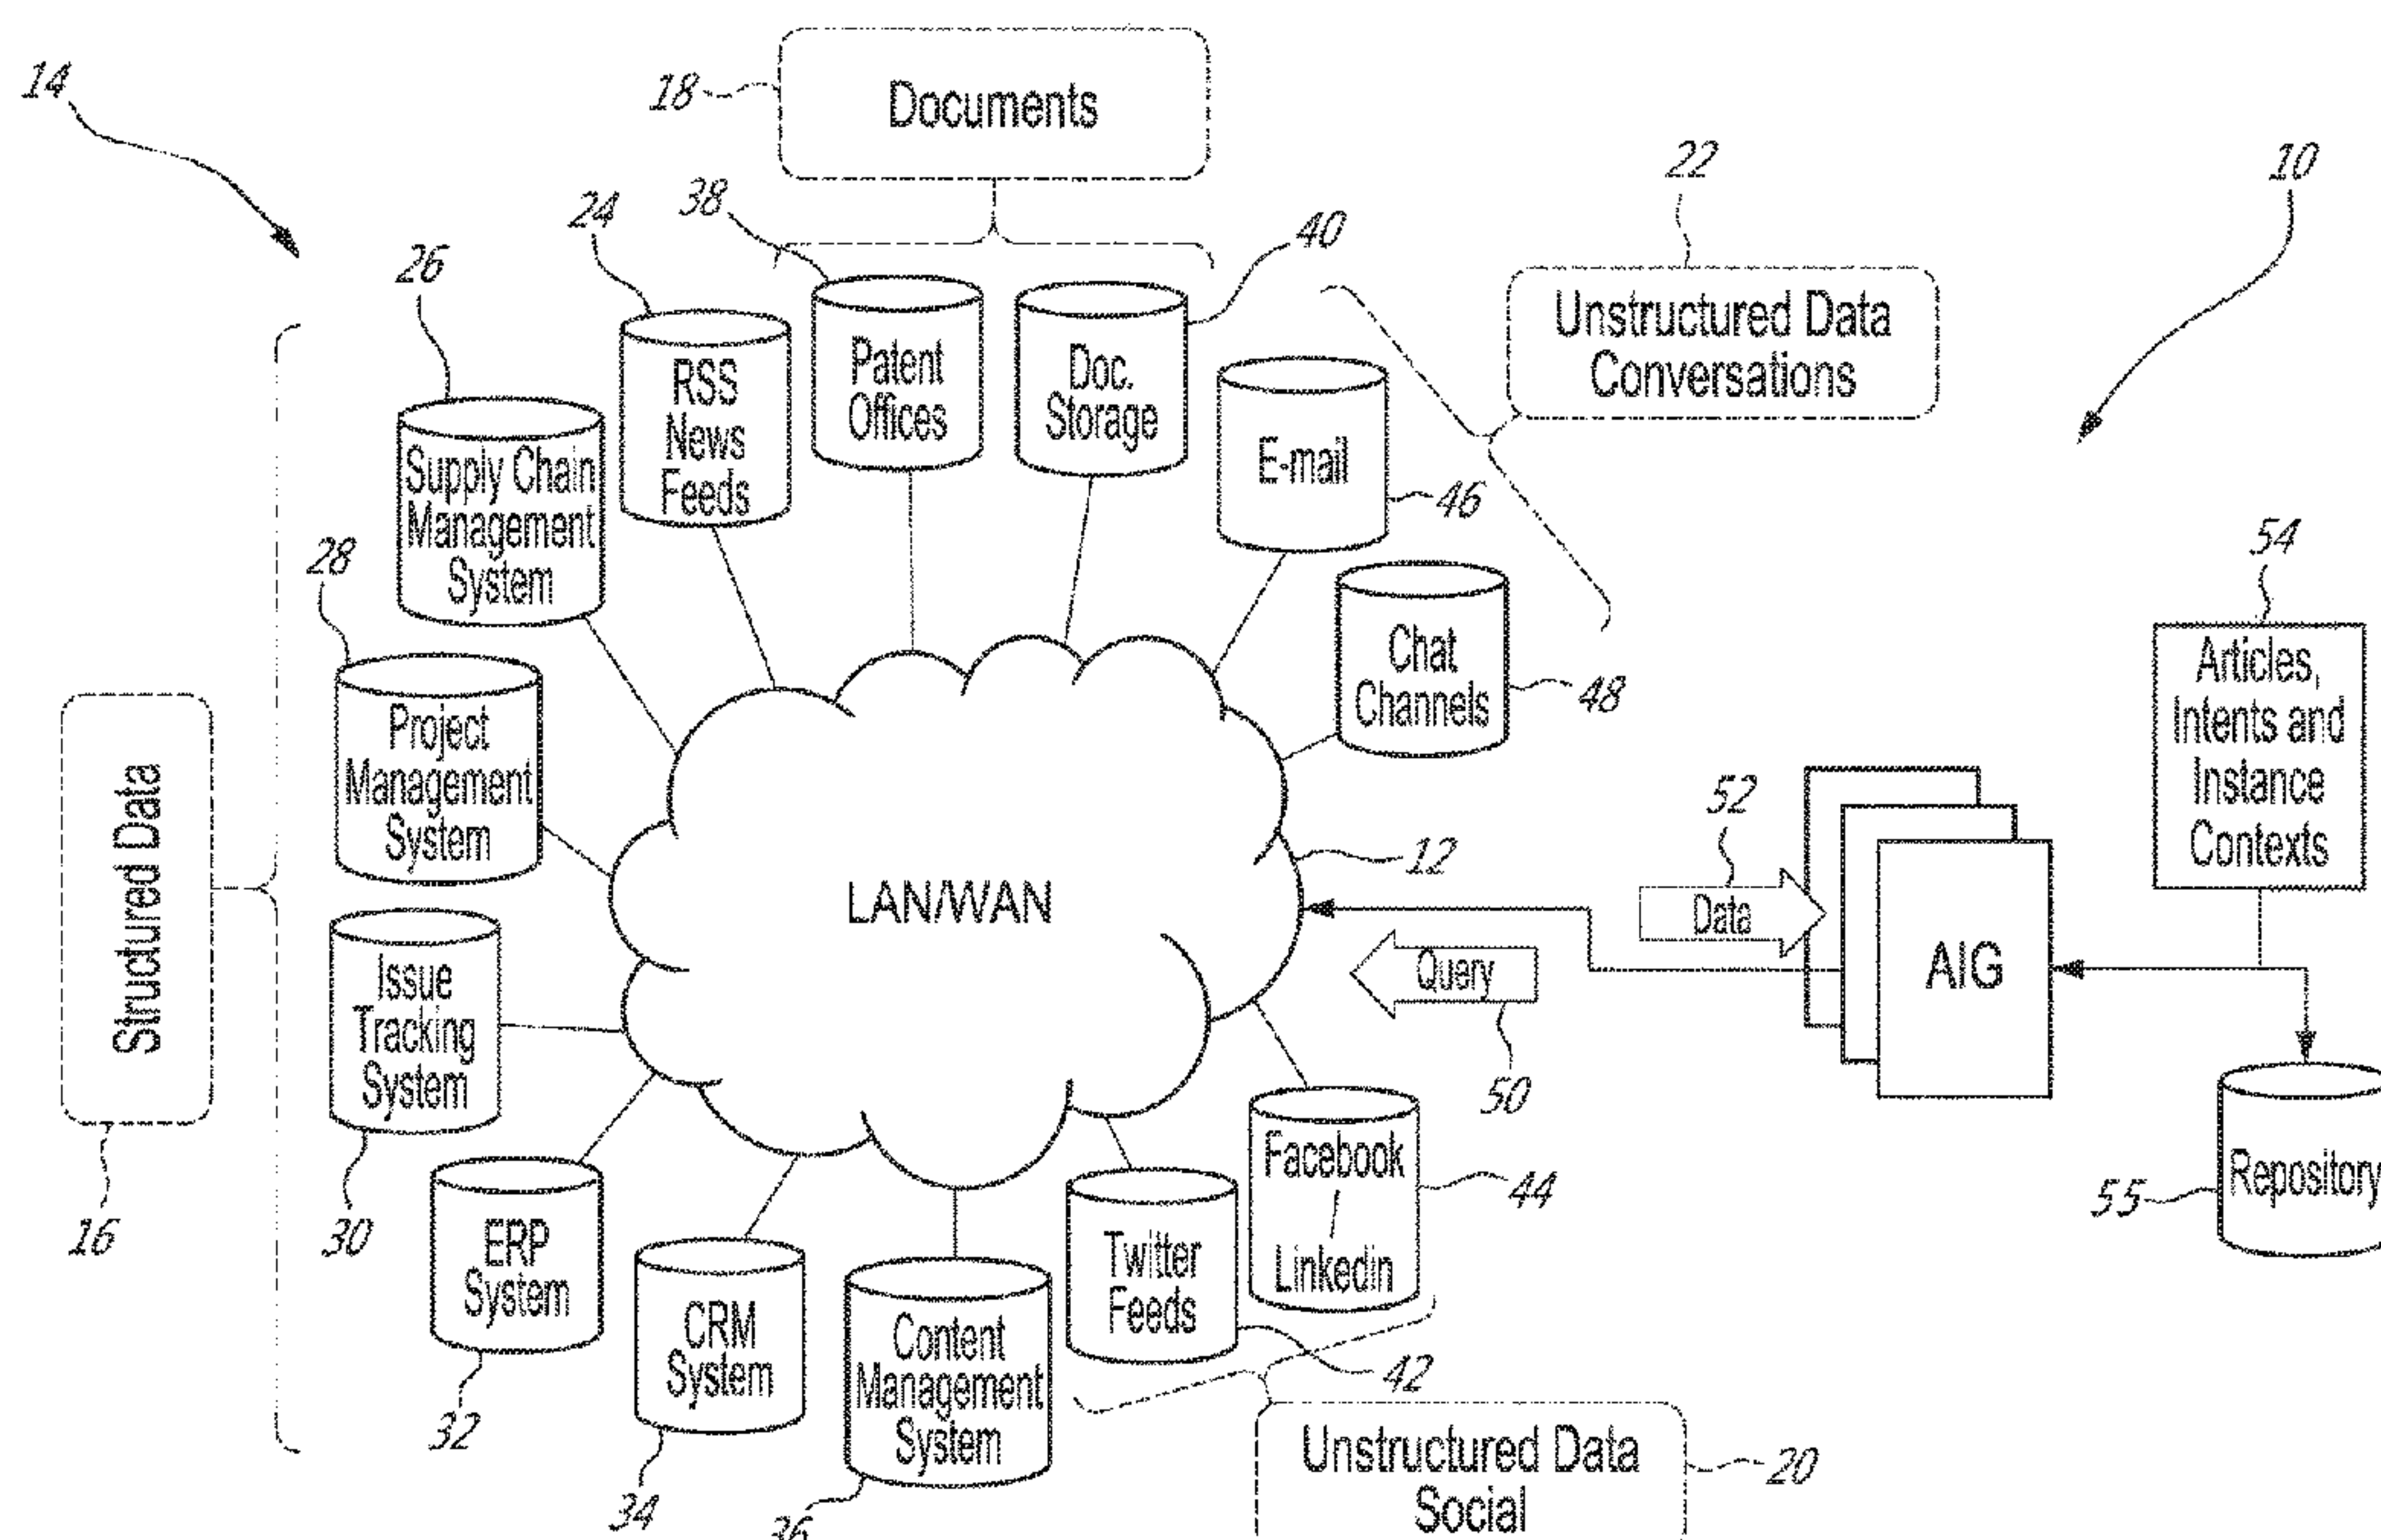 14
18
Documents
22
10
24
38
40
26
Unstructured Data
Conversations
RSS
News
Feeds
Patent
Offices
Doc.
Storage
E-mail
46
Supply Chain
Management
System
28
54
Chat
Channels
48
Articles,
Intents and
Instance
Contexts
Project
Management
System
52
Data
12
LAN/WAN
Structured Data
Query
AIG
50
Issue
Tracking
System
Facebook
/
Linkedin
44
55
Repository
16
30
ERP
System
Twitter
Feeds
CRM
System
Content
Management
System
42
32
34
36
Unstructured Data
Social
20